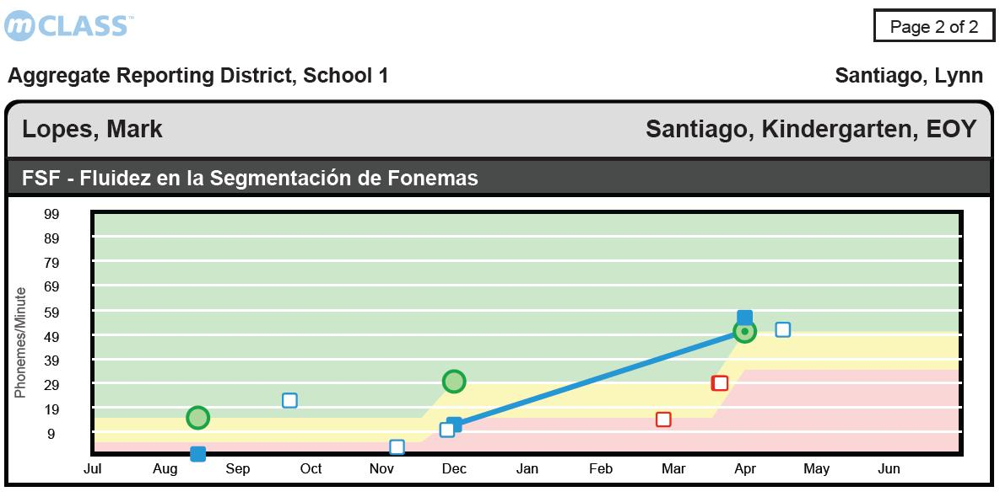 mCLASS™
Page 2 of 2
Aggregate Reporting District, School 1
Santiago, Lynn
Lopes, Mark
Santiago, Kindergarten, EOY
FSF - Fluidez en la Segmentación de Fonemas
Phonemes/Minute
99
89
79
69
59
49
39
29
19
9
Jul Aug Sep Oct Nov Dec Jan Feb Mar Apr May Jun